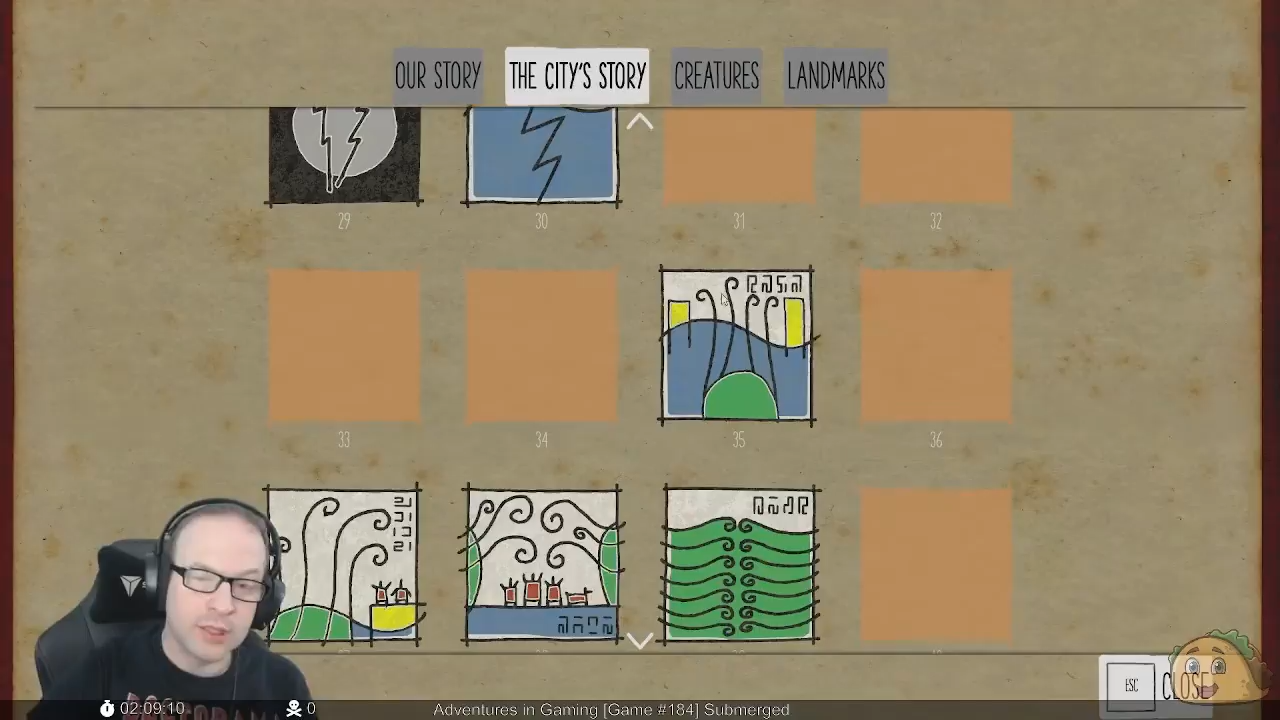 OUR STORY
THE CITY'S STORY
CREATURES
LANDMARKS
29
30
31
32
33
34
35
36
ESC
CLOSE
02:09:10
0
Adventures in Gaming [Game #184] Submerged